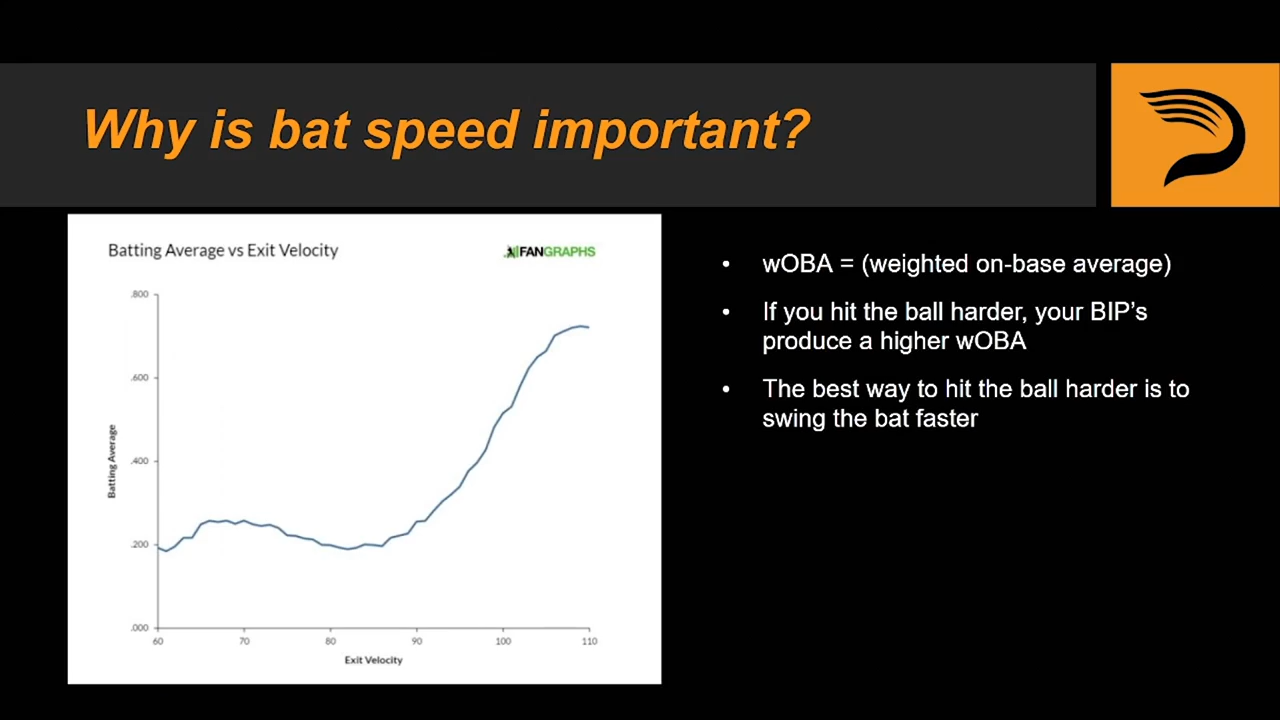 Why is bat speed important?
Batting Average vs Exit Velocity
FANGRAPHS
.800
.600
.400
.200
.000
Batting Average
60 70 80 90 100 110
Exit Velocity
• wOBA = (weighted on-base average)
• If you hit the ball harder, your BIP's
produce a higher wOBA
• The best way to hit the ball harder is to
swing the bat faster